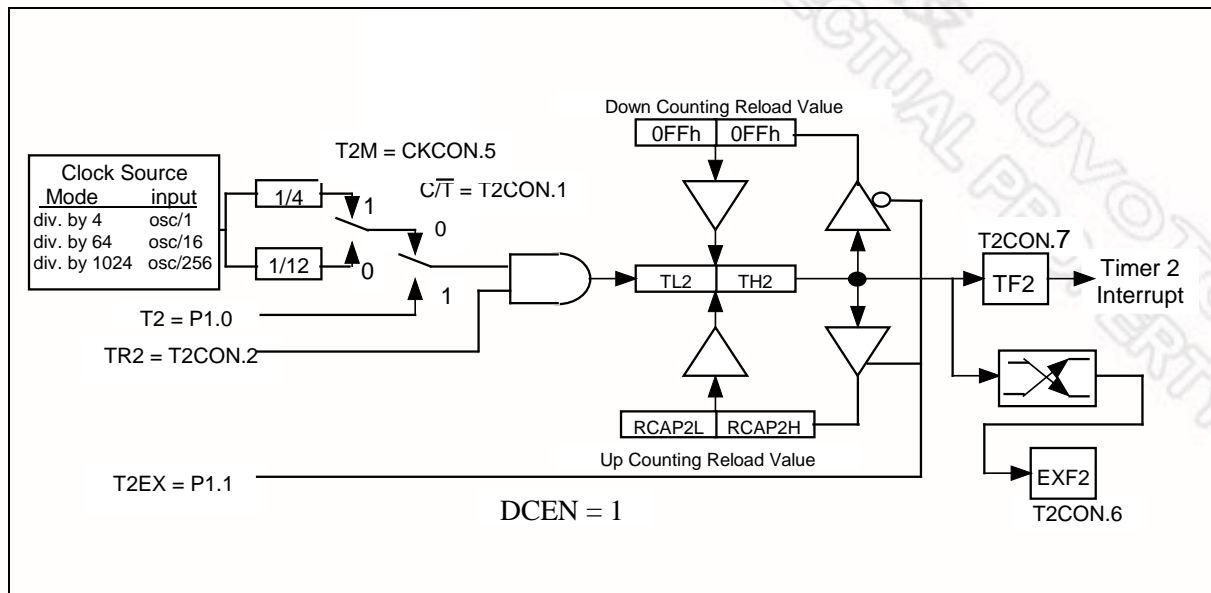 Down Counting Reload Value
0FFh 0FFh
T2M = CKCON.5
C/T̅ = T2CON.1
Clock Source
Mode input
div. by 4 osc/1
div. by 64 osc/16
div. by 1024 osc/256
1/4
1
0
1/12
0
1
T2 = P1.0
TR2 = T2CON.2
TL2 TH2
T2CON.7
TF2
Timer 2
Interrupt
RCAP2L RCAP2H
Up Counting Reload Value
T2EX = P1.1
DCEN = 1
EXF2
T2CON.6
& NUVOTO
ECTUAL PROPERTY